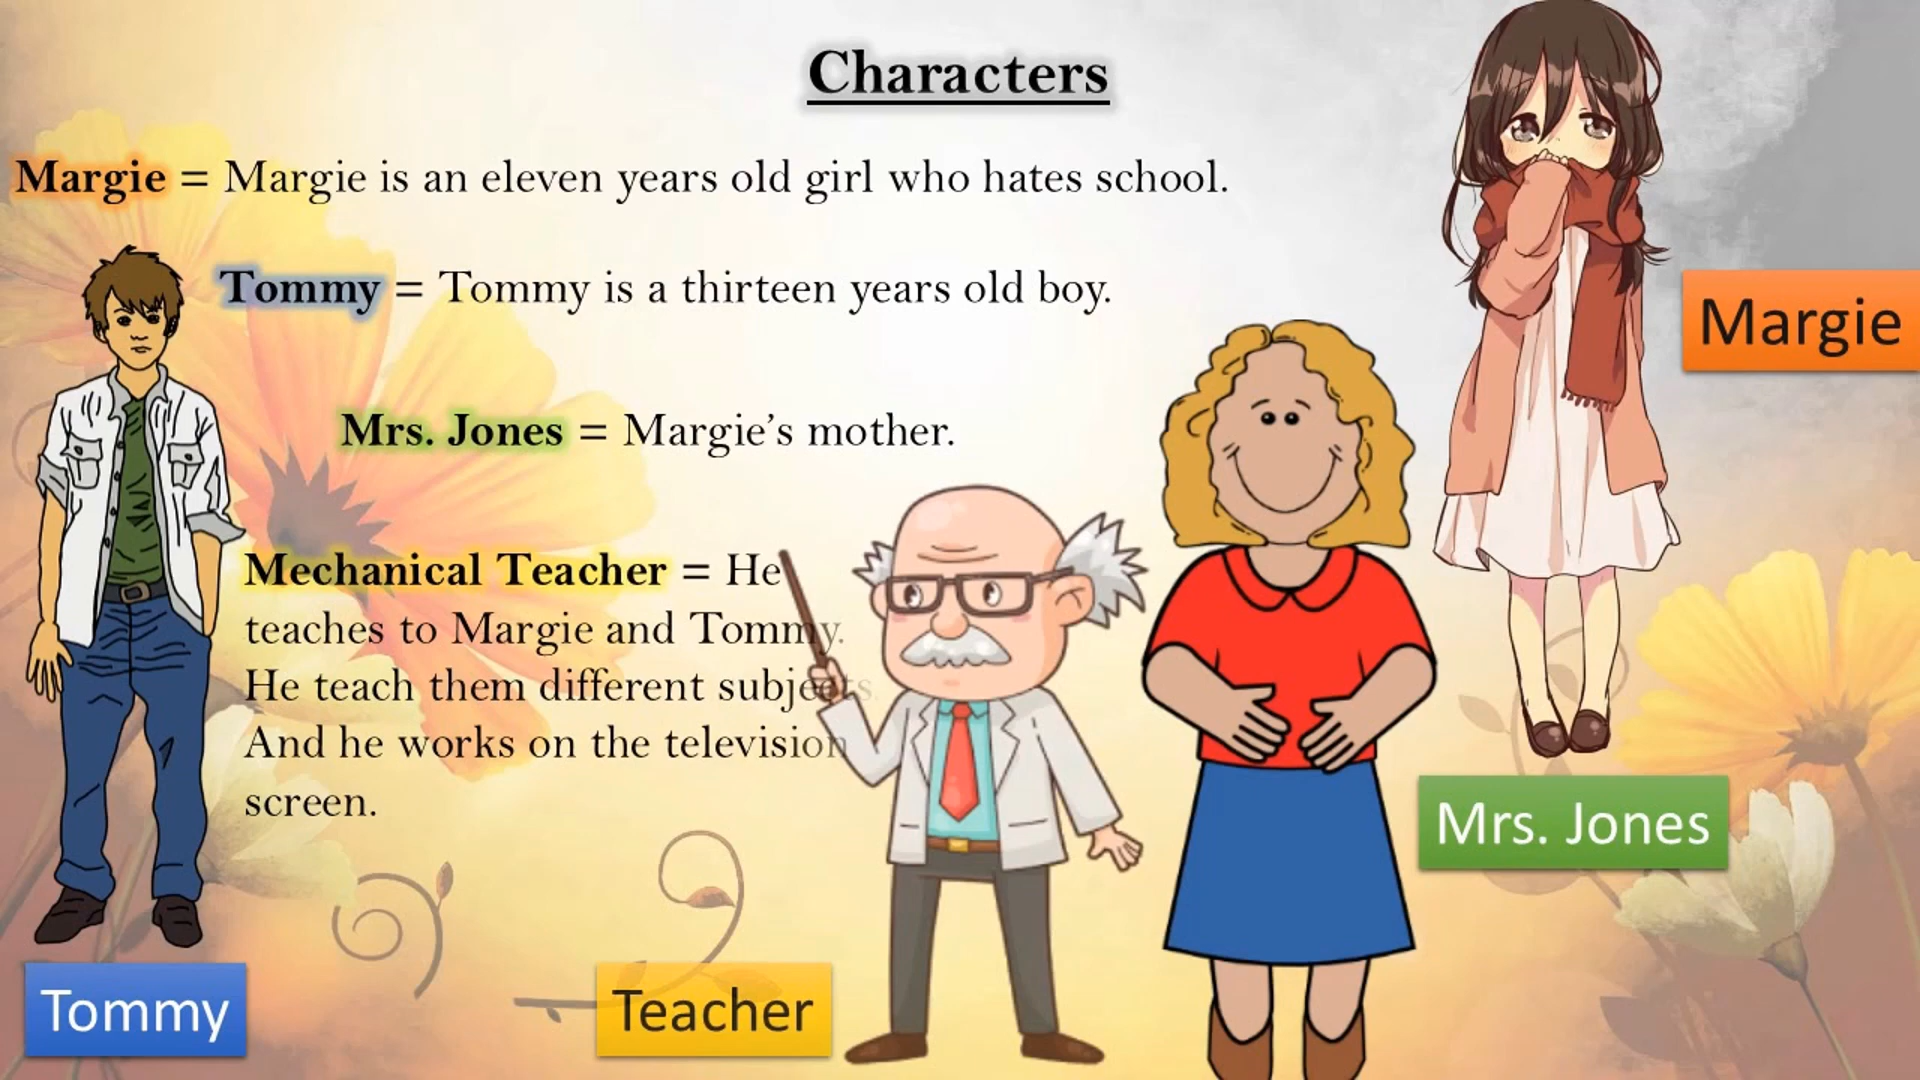 Characters
Margie = Margie is an eleven years old girl who hates school.
Tommy = Tommy is a thirteen years old boy.
Margie
Mrs. Jones = Margie’s mother.
Mechanical Teacher = He
teaches to Margie and Tommy.
He teach them different subjects.
And he works on the television
screen.
Mrs. Jones
Tommy
Teacher